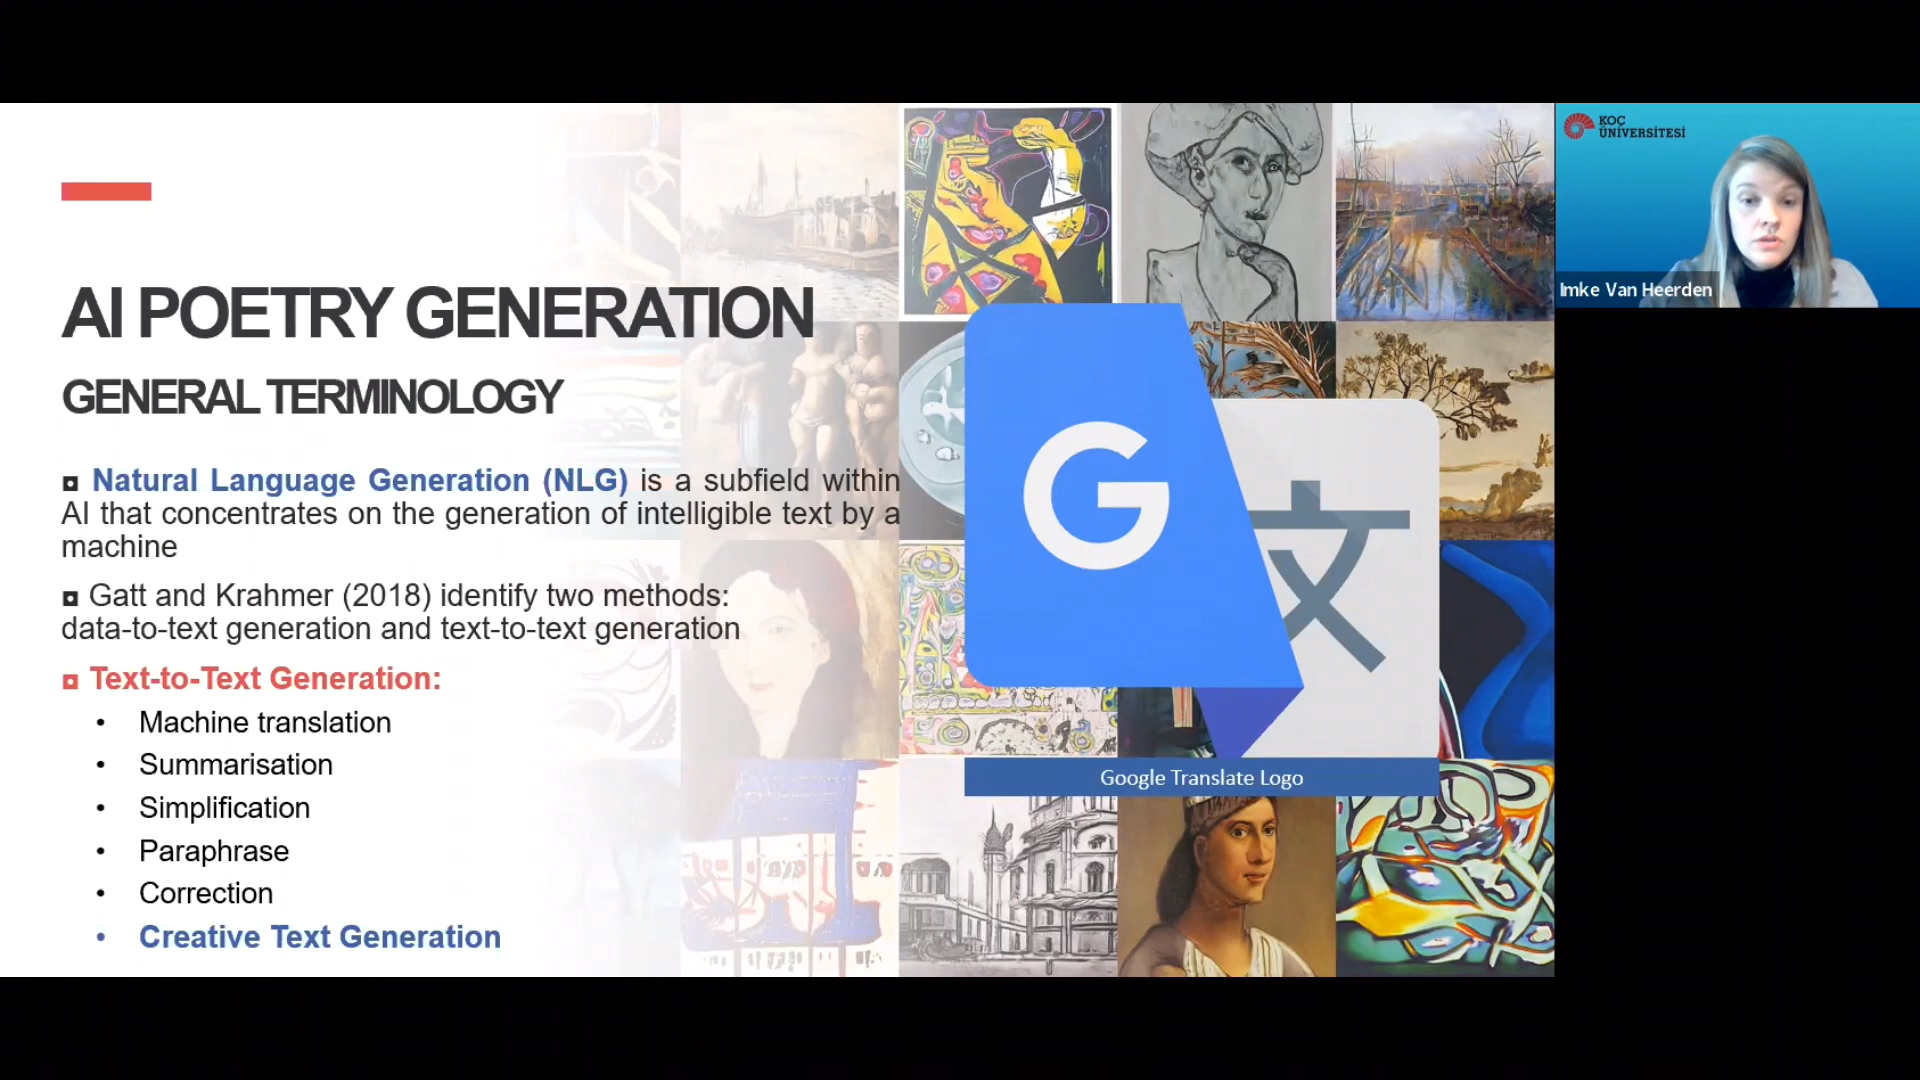 AI POETRY GENERATION
GENERAL TERMINOLOGY
Natural Language Generation (NLG) is a subfield within
AI that concentrates on the generation of intelligible text by a
machine
Gatt and Krahmer (2018) identify two methods:
data-to-text generation and text-to-text generation
Text-to-Text Generation:
• Machine translation
• Summarisation
• Simplification
• Paraphrase
• Correction
• Creative Text Generation
G
文
Google Translate Logo
KOÇ
ÜNİVERSİTESİ
Imke Van Heerden